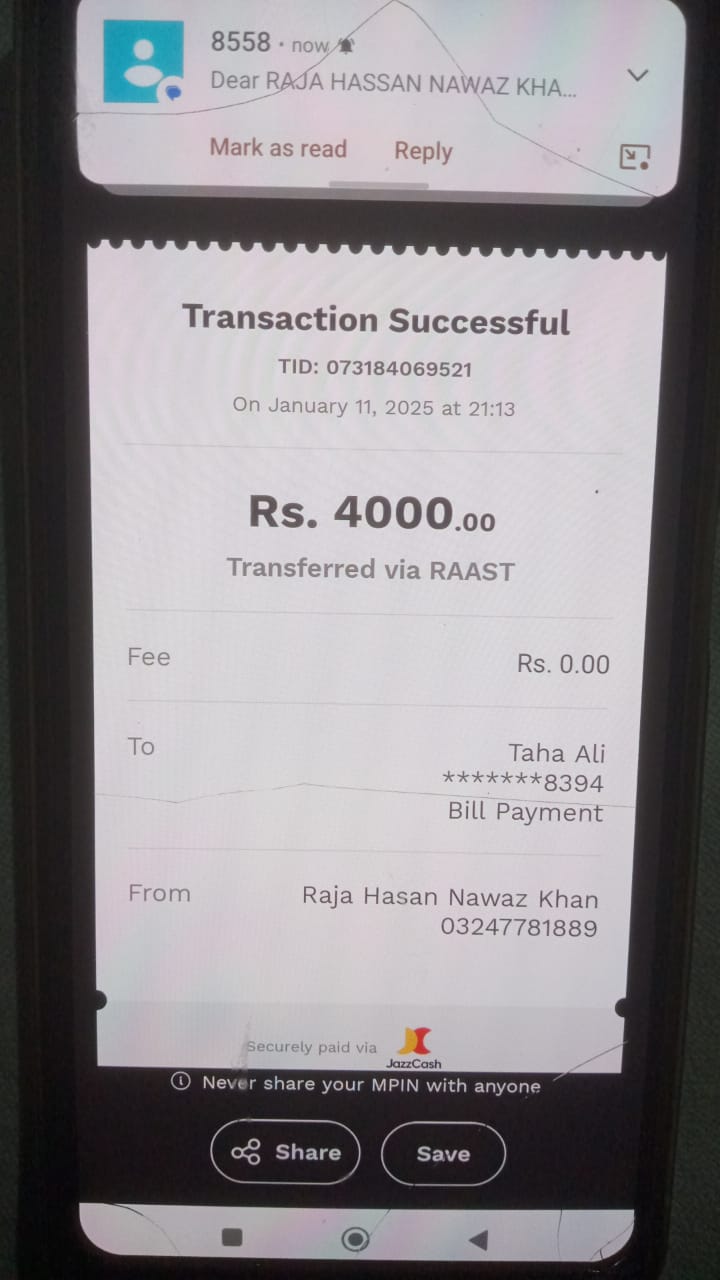 8558 · now
Dear RAJA HASSAN NAWAZ KHA...
Mark as read Reply
Transaction Successful
TID: 073184069521
On January 11, 2025 at 21:13
Rs. 4000.00
Transferred via RAAST
Fee Rs. 0.00
To Taha Ali
*******8394
Bill Payment
From Raja Hasan Nawaz Khan
03247781889
Securely paid via JazzCash
Never share your MPIN with anyone
Share Save